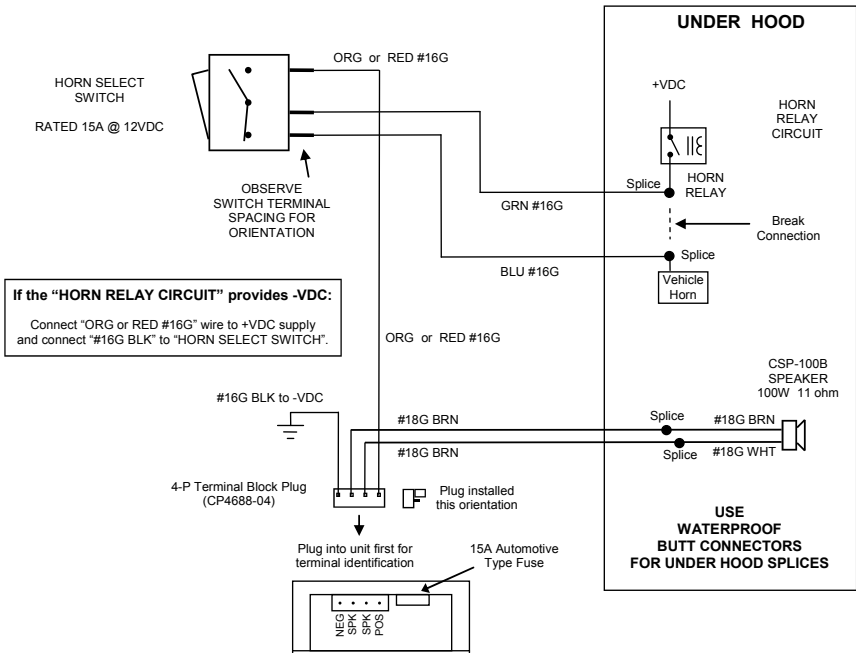 UNDER HOOD
ORG or RED #16G
HORN SELECT
SWITCH
RATED 15A @ 12VDC
+VDC
HORN
RELAY
CIRCUIT
OBSERVE
SWITCH TERMINAL
SPACING FOR
ORIENTATION
Splice
HORN
RELAY
GRN #16G
Break
Connection
Splice
BLU #16G
Vehicle
Horn
If the “HORN RELAY CIRCUIT” provides -VDC:
Connect “ORG or RED #16G” wire to +VDC supply
and connect “#16G BLK” to “HORN SELECT SWITCH”.
ORG or RED #16G
CSP-100B
SPEAKER
100W 11 ohm
#16G BLK to -VDC
#18G BRN
Splice
#18G BRN
#18G BRN
Splice
#18G WHT
4-P Terminal Block Plug
(CP4688-04)
Plug installed
this orientation
Plug into unit first for
terminal identification
15A Automotive
Type Fuse
USE
WATERPROOF
BUTT CONNECTORS
FOR UNDER HOOD SPLICES
NEG
SPK
SPK
POS